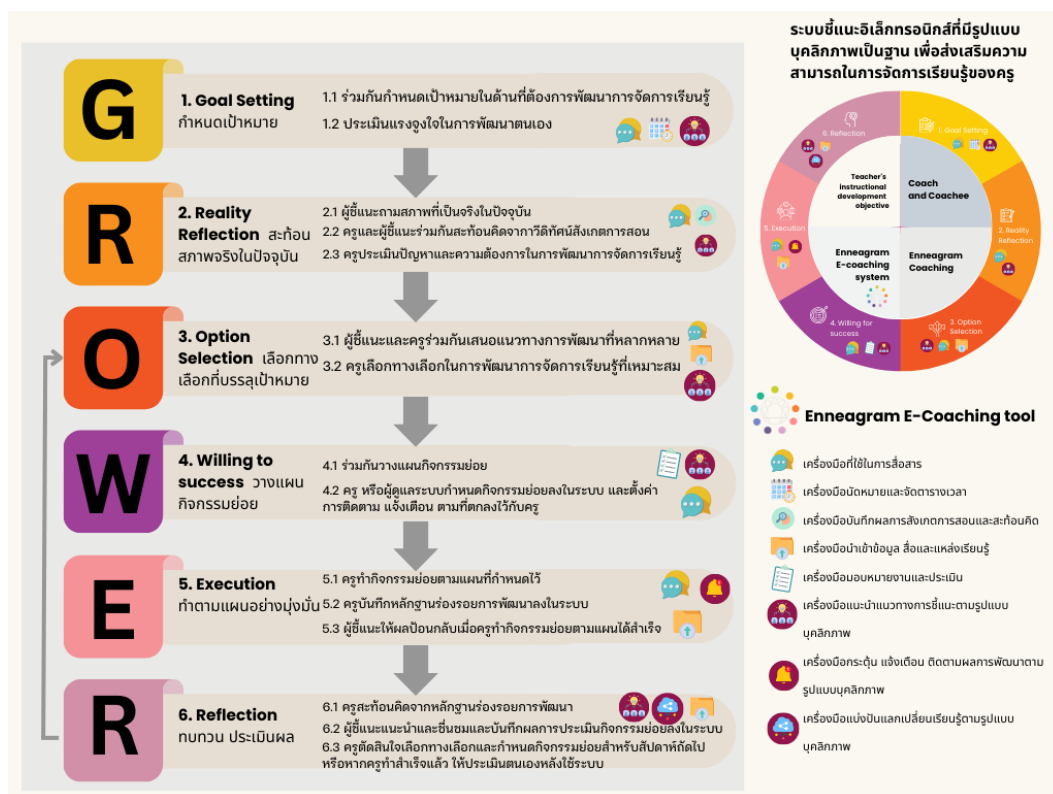 G
1. Goal Setting
กำหนดเป้าหมาย
1.1 ร่วมกันกำหนดเป้าหมายในด้านที่ต้องการพัฒนาการจัดการเรียนรู้
1.2 ประเมินแรงจูงใจในการพัฒนาตนเอง
R
2. Reality
Reflection สะท้อน
สภาพจริงในปัจจุบัน
2.1 ผู้ชี้แนะถามสภาพที่เป็นจริงในปัจจุบัน
2.2 ครูและผู้ชี้แนะร่วมกันสะท้อนคิดจากวีดิทัศน์สังเกตการสอน
2.3 ครูประเมินปัญหาและความต้องการในการพัฒนาการจัดการเรียนรู้
O
3. Option
Selection เลือกทาง
เลือกที่บรรลุเป้าหมาย
3.1 ผู้ชี้แนะและครูร่วมกันเสนอแนวทางการพัฒนาที่หลากหลาย
3.2 ครูเลือกทางเลือกในการพัฒนาการจัดการเรียนรู้ที่เหมาะสม
W
4. Willing to
success วางแผน
กิจกรรมย่อย
4.1 ร่วมกันวางแผนกิจกรรมย่อย
4.2 ครู หรือผู้ดูแลระบบกำหนดกิจกรรมย่อยลงในระบบ และตั้งค่า
การติดตาม แจ้งเตือน ตามที่ตกลงไว้กับครู
E
5. Execution
ทำตามแผนอย่างมุ่งมั่น
5.1 ครูทำกิจกรรมย่อยตามแผนที่กำหนดไว้
5.2 ครูบันทึกหลักฐานร่องรอยการพัฒนาลงในระบบ
5.3 ผู้ชี้แนะให้ผลป้อนกลับเมื่อครูทำกิจกรรมย่อยตามแผนได้สำเร็จ
R
6. Reflection
ทบทวน ประเมินผล
6.1 ครูสะท้อนคิดจากหลักฐานร่องรอยการพัฒนา
6.2 ผู้ชี้แนะแนะนำและชื่นชมและบันทึกผลการประเมินกิจกรรมย่อยลงในระบบ
6.3 ครูตัดสินใจเลือกทางเลือกและกำหนดกิจกรรมย่อยสำหรับสัปดาห์ถัดไป
หรือหากครูทำสำเร็จแล้ว ให้ประเมินตนเองหลังใช้ระบบ
ระบบชี้แนะอิเล็กทรอนิกส์ที่มีรูปแบบ
บุคลิกภาพเป็นฐาน เพื่อส่งเสริมความ
สามารถในการจัดการเรียนรู้ของครู
6. Reflection
1. Goal Setting
Teacher's
instructional
development
objective
Coach
and Coachee
5. Execution
2. Reality
Reflection
Enneagram
E-coaching
system
Enneagram
Coaching
4. Willing for
success
3. Option
Selection
Enneagram E-Coaching tool
เครื่องมือที่ใช้ในการสื่อสาร
เครื่องมือนัดหมายและจัดตารางเวลา
เครื่องมือบันทึกผลการสังเกตการสอนและสะท้อนคิด
เครื่องมือนำเข้าข้อมูล สื่อและแหล่งเรียนรู้
เครื่องมือมอบหมายงานและประเมิน
เครื่องมือแนะนำแนวทางการชี้แนะตามรูปแบบ
บุคลิกภาพ
เครื่องมือกระตุ้น แจ้งเตือน ติดตามผลการพัฒนาตาม
รูปแบบบุคลิกภาพ
เครื่องมือแบ่งปันแลกเปลี่ยนเรียนรู้ตามรูปแบบ
บุคลิกภาพ